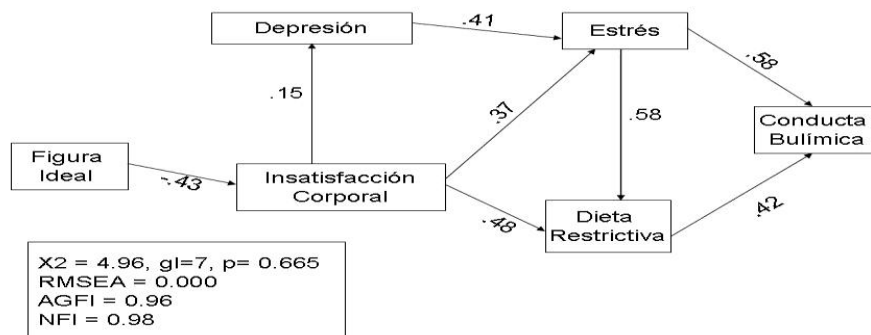 Depresión
.41
Estrés
.15
.37
.58
.58
Conducta
Bulímica
Figura
Ideal
-.43
Insatisfacción
Corporal
.48
Dieta
Restrictiva
.42
X2 = 4.96, gl=7, p= 0.665
RMSEA = 0.000
AGFI = 0.96
NFI = 0.98